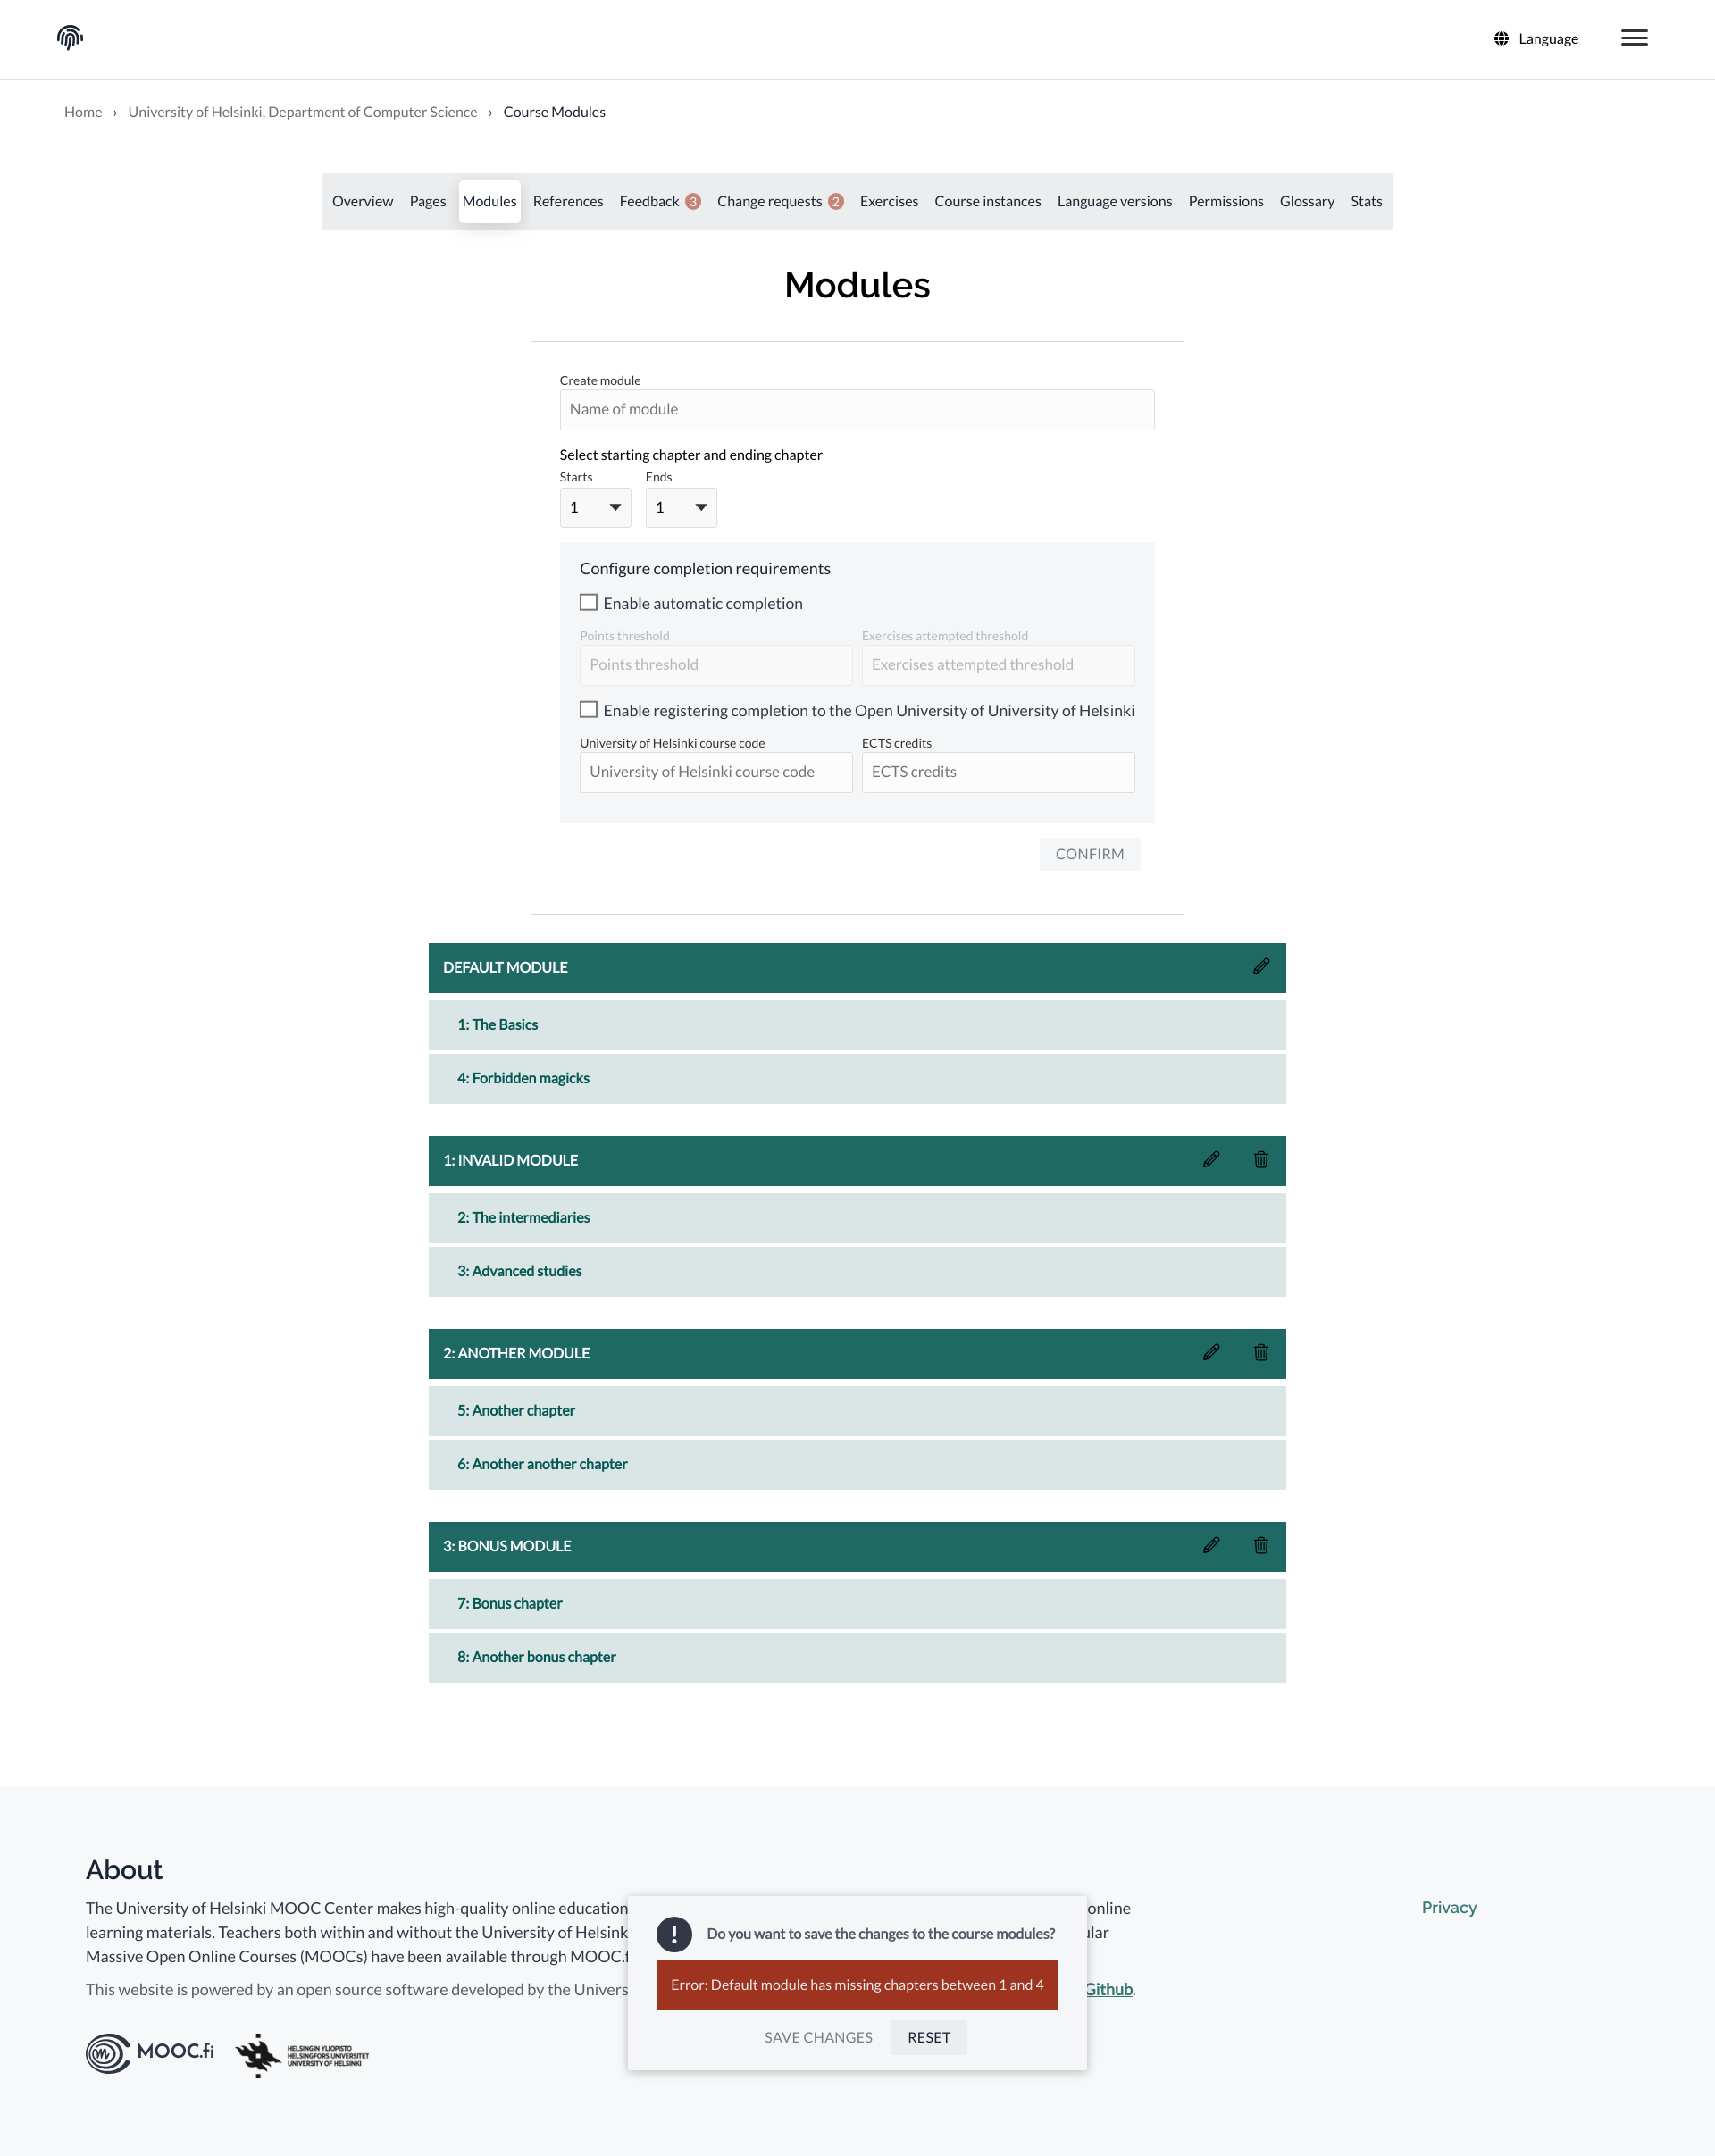 Language
Home › University of Helsinki, Department of Computer Science › Course Modules
Overview Pages Modules References Feedback 3 Change requests 2 Exercises Course instances Language versions Permissions Glossary Stats
Modules
Create module
Name of module
Select starting chapter and ending chapter
Starts Ends
1 1
Configure completion requirements
Enable automatic completion
Points threshold Exercises attempted threshold
Points threshold Exercises attempted threshold
Enable registering completion to the Open University of University of Helsinki
University of Helsinki course code ECTS credits
University of Helsinki course code ECTS credits
CONFIRM
DEFAULT MODULE
1: The Basics
4: Forbidden magicks
1: INVALID MODULE
2: The intermediaries
3: Advanced studies
2: ANOTHER MODULE
5: Another chapter
6: Another another chapter
3: BONUS MODULE
7: Bonus chapter
8: Another bonus chapter
About
The University of Helsinki MOOC Center makes high-quality online education online
learning materials. Teachers both within and without the University of Helsink
Massive Open Online Courses (MOOCs) have been available through MOOC.f
This website is powered by an open source software developed by the Univers Github.
Privacy
Do you want to save the changes to the course modules?
Error: Default module has missing chapters between 1 and 4
SAVE CHANGES RESET
MOOC.fi
HELSINGIN YLIOPISTO
HELSINGFORS UNIVERSITET
UNIVERSITY OF HELSINKI